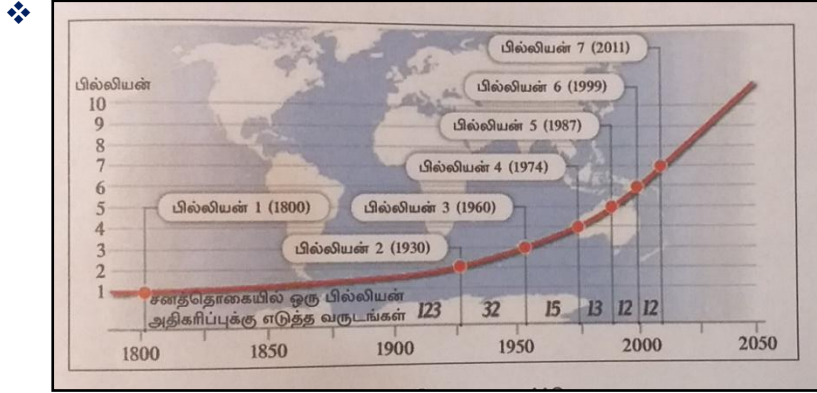 பில்லியன் 7 (2011)
பில்லியன்
பில்லியன் 6 (1999)
10
9
பில்லியன் 5 (1987)
8
7
பில்லியன் 4 (1974)
6
5
பில்லியன் 1 (1800)
பில்லியன் 3 (1960)
4
3
பில்லியன் 2 (1930)
2
1
சனத்தொகையில் ஒரு பில்லியன்
அதிகரிப்புக்கு எடுத்த வருடங்கள் 123 32 15 13 12 12
1800 1850 1900 1950 2000 2050